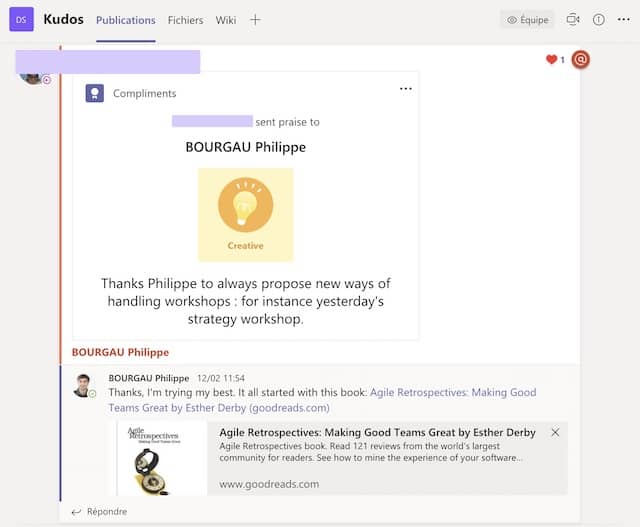 DS
Kudos
Publications
Fichiers
Wiki
Équipe
1
Compliments
sent praise to
BOURGAU Philippe
Creative
Thanks Philippe to always propose new ways of
handling workshops : for instance yesterday's
strategy workshop.
BOURGAU Philippe
BOURGAU Philippe 12/02 11:54
Thanks, I'm trying my best. It all started with this book: Agile Retrospectives: Making Good
Teams Great by Esther Derby (goodreads.com)
Agile
Retrospectives
Agile Retrospectives: Making Good Teams Great by Esther Derby
Agile Retrospectives book. Read 121 reviews from the world's largest
community for readers. See how to mine the experience of your software...
www.goodreads.com
Répondre